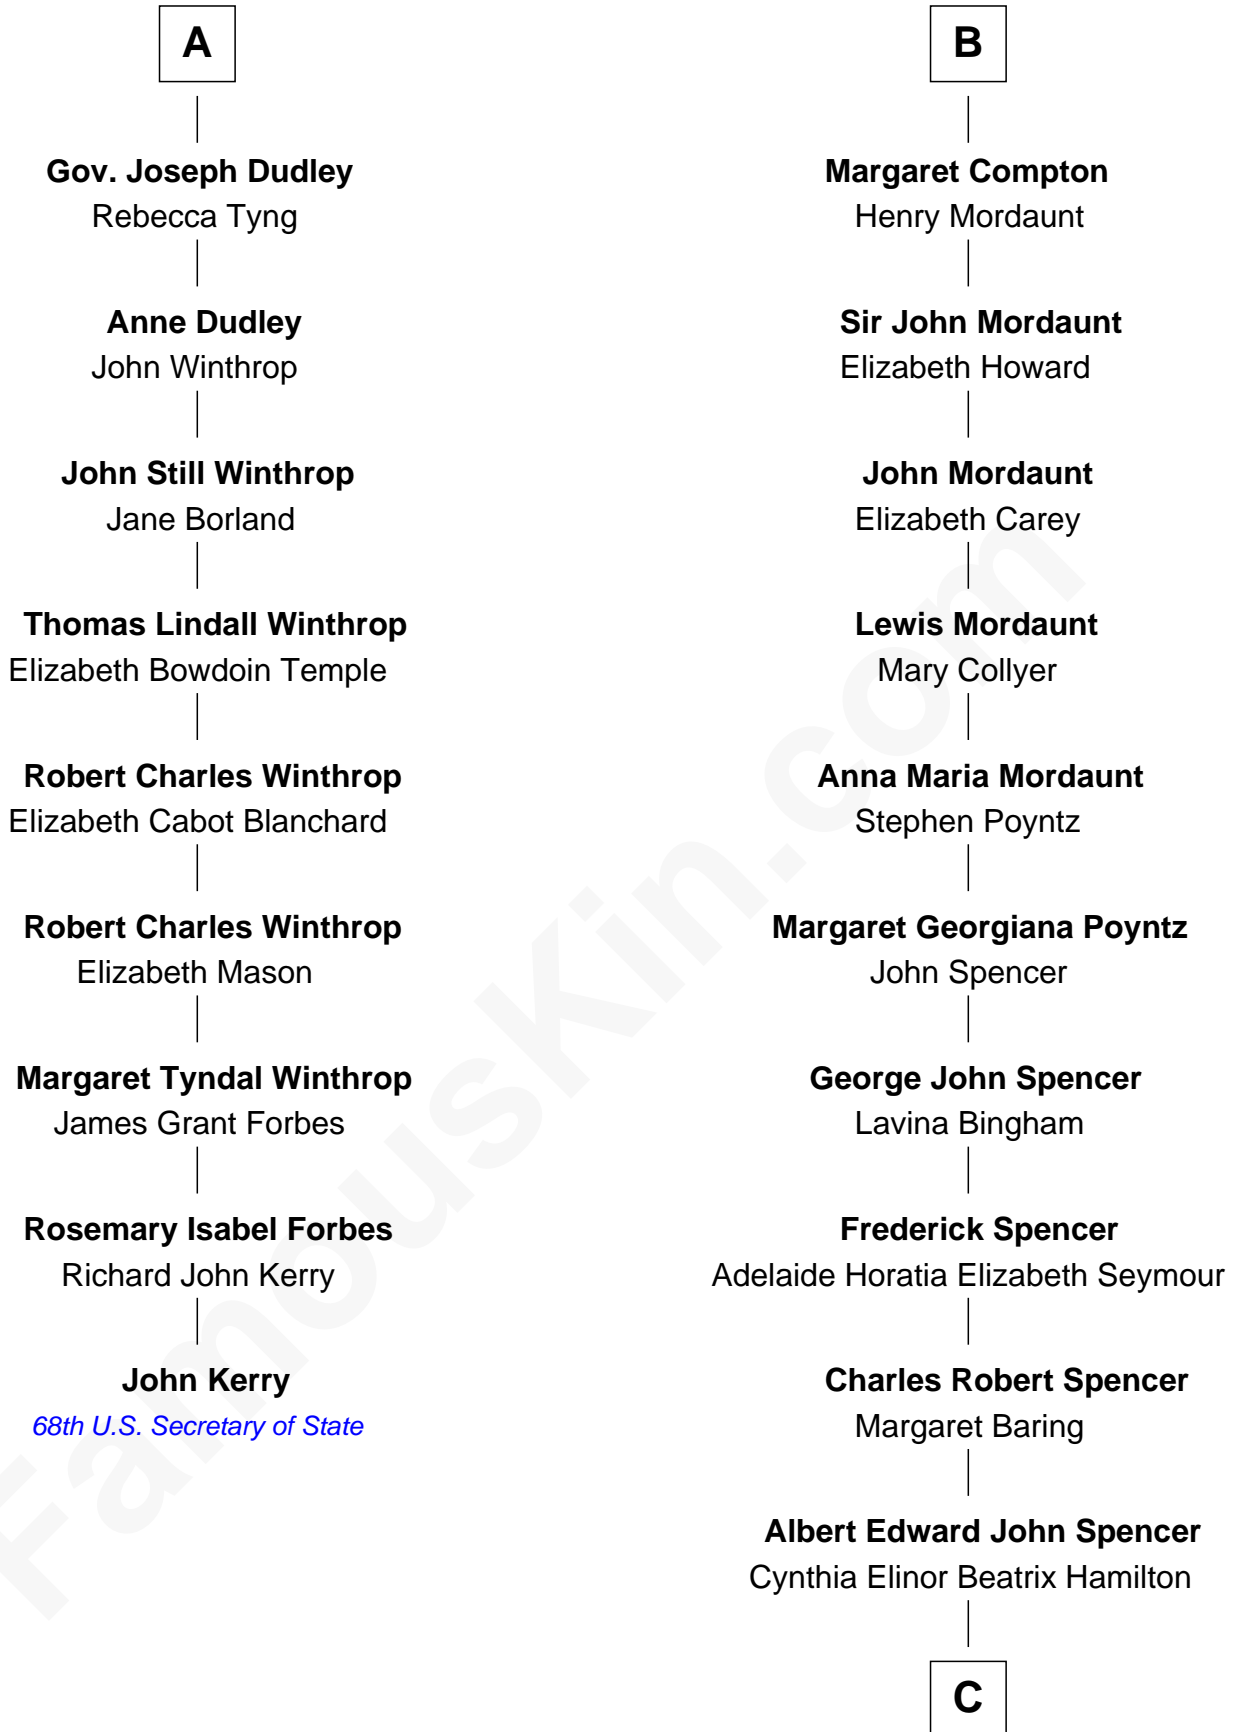 A
Gov. Joseph Dudley
Rebecca Tyng
Anne Dudley
John Winthrop
John Still Winthrop
Jane Borland
Thomas Lindall Winthrop
Elizabeth Bowdoin Temple
Robert Charles Winthrop
Elizabeth Cabot Blanchard
Robert Charles Winthrop
Elizabeth Mason
Margaret Tyndal Winthrop
James Grant Forbes
Rosemary Isabel Forbes
Richard John Kerry
John Kerry
68th U.S. Secretary of State
B
Margaret Compton
Henry Mordaunt
Sir John Mordaunt
Elizabeth Howard
John Mordaunt
Elizabeth Carey
Lewis Mordaunt
Mary Collyer
Anna Maria Mordaunt
Stephen Poyntz
Margaret Georgiana Poyntz
John Spencer
George John Spencer
Lavina Bingham
Frederick Spencer
Adelaide Horatia Elizabeth Seymour
Charles Robert Spencer
Margaret Baring
Albert Edward John Spencer
Cynthia Elinor Beatrix Hamilton
C
FamousKin.com